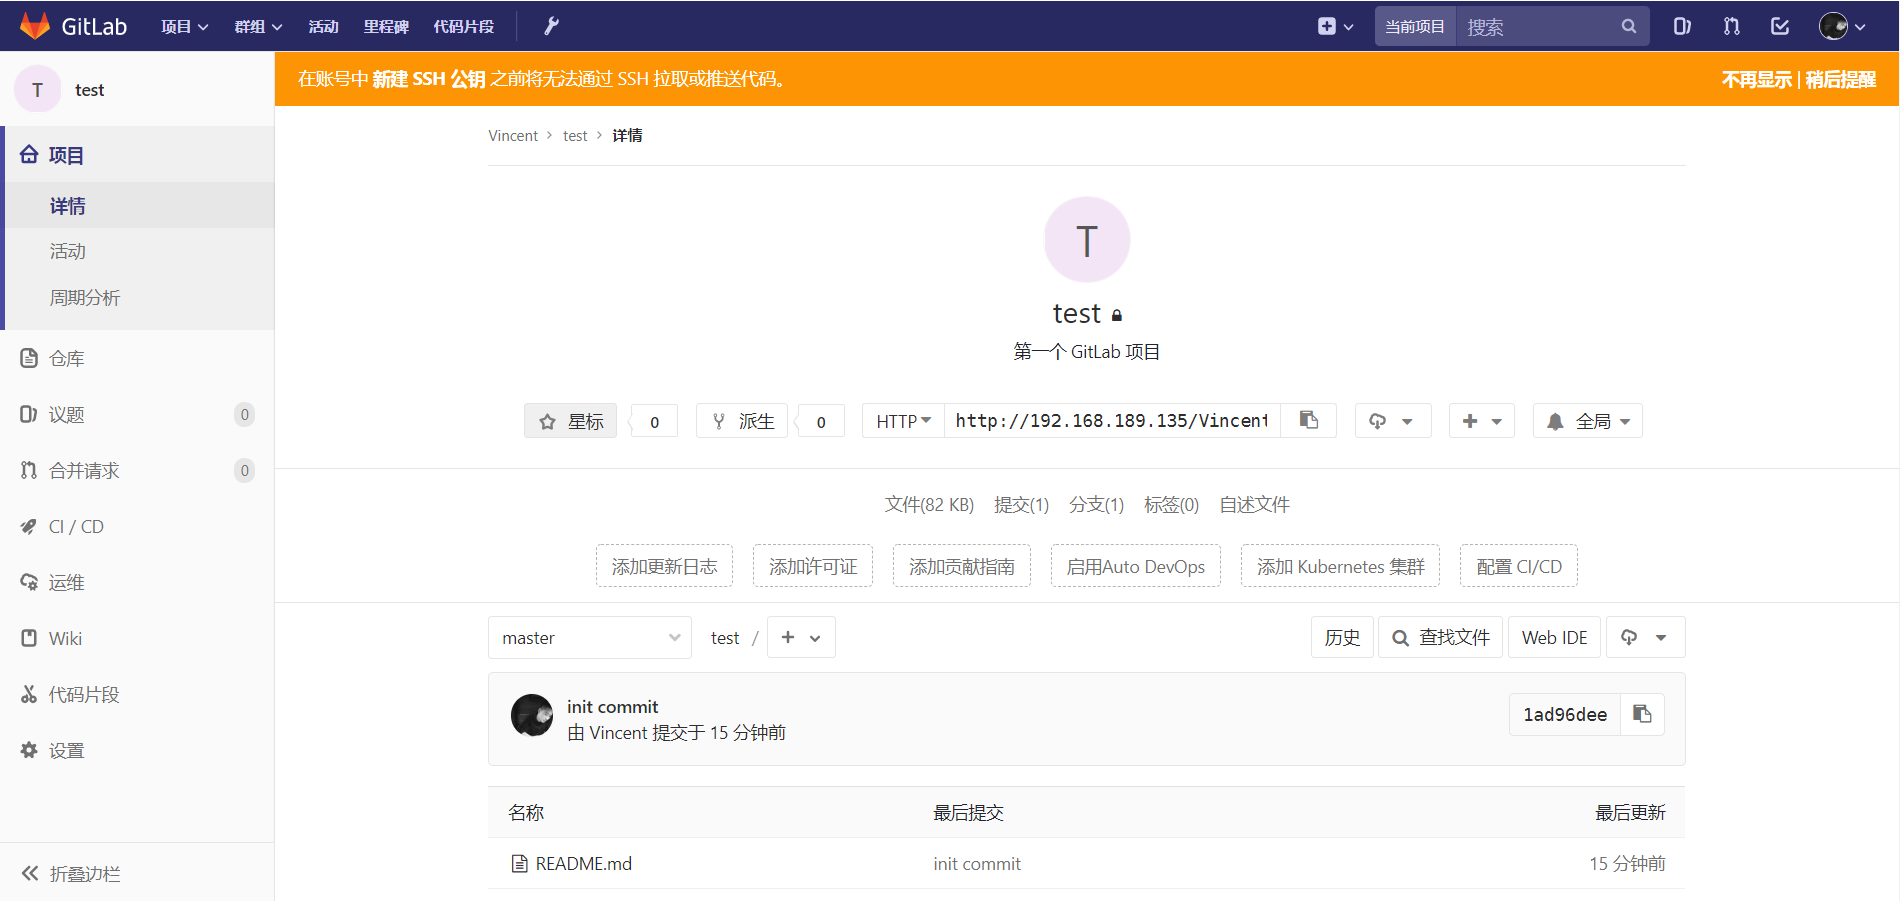 GitLab 项目 群组 活动 里程碑 代码片段 当前项目 搜索
T test
在账号中 新建 SSH 公钥 之前将无法通过 SSH 拉取或推送代码。 不再显示 | 稍后提醒
Vincent > test > 详情
项目
详情
活动
周期分析
仓库
议题 0
合并请求 0
CI / CD
运维
Wiki
代码片段
设置
折叠边栏
T
test
第一个 GitLab 项目
星标 0 派生 0 HTTP http://192.168.189.135/Vincent 全局
文件(82 KB) 提交(1) 分支(1) 标签(0) 自述文件
添加更新日志 添加许可证 添加贡献指南 启用Auto DevOps 添加 Kubernetes 集群 配置 CI/CD
master test / + 历史 查找文件 Web IDE
init commit
由 Vincent 提交于 15 分钟前
1ad96dee
名称 最后提交 最后更新
README.md init commit 15 分钟前